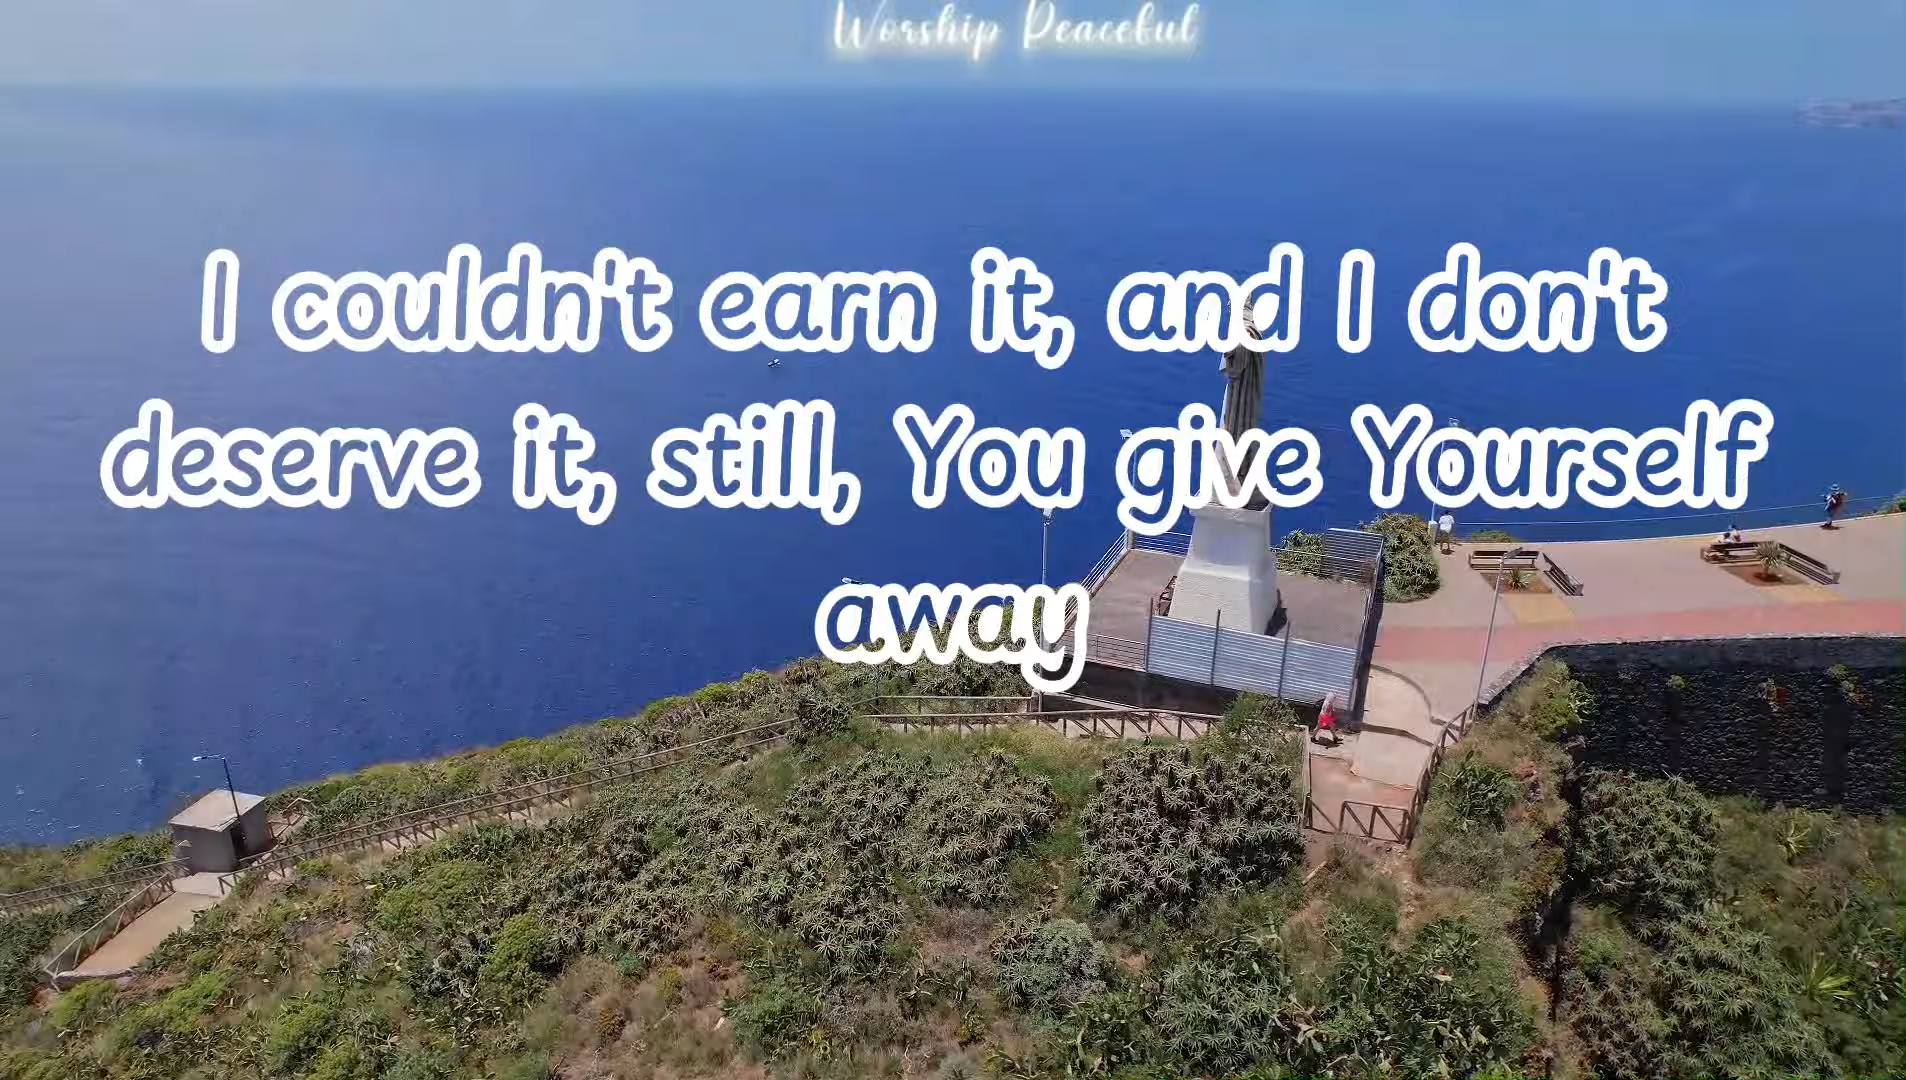 Worship Peaceful
I couldn't earn it, and I don't
deserve it, still, You give Yourself
away